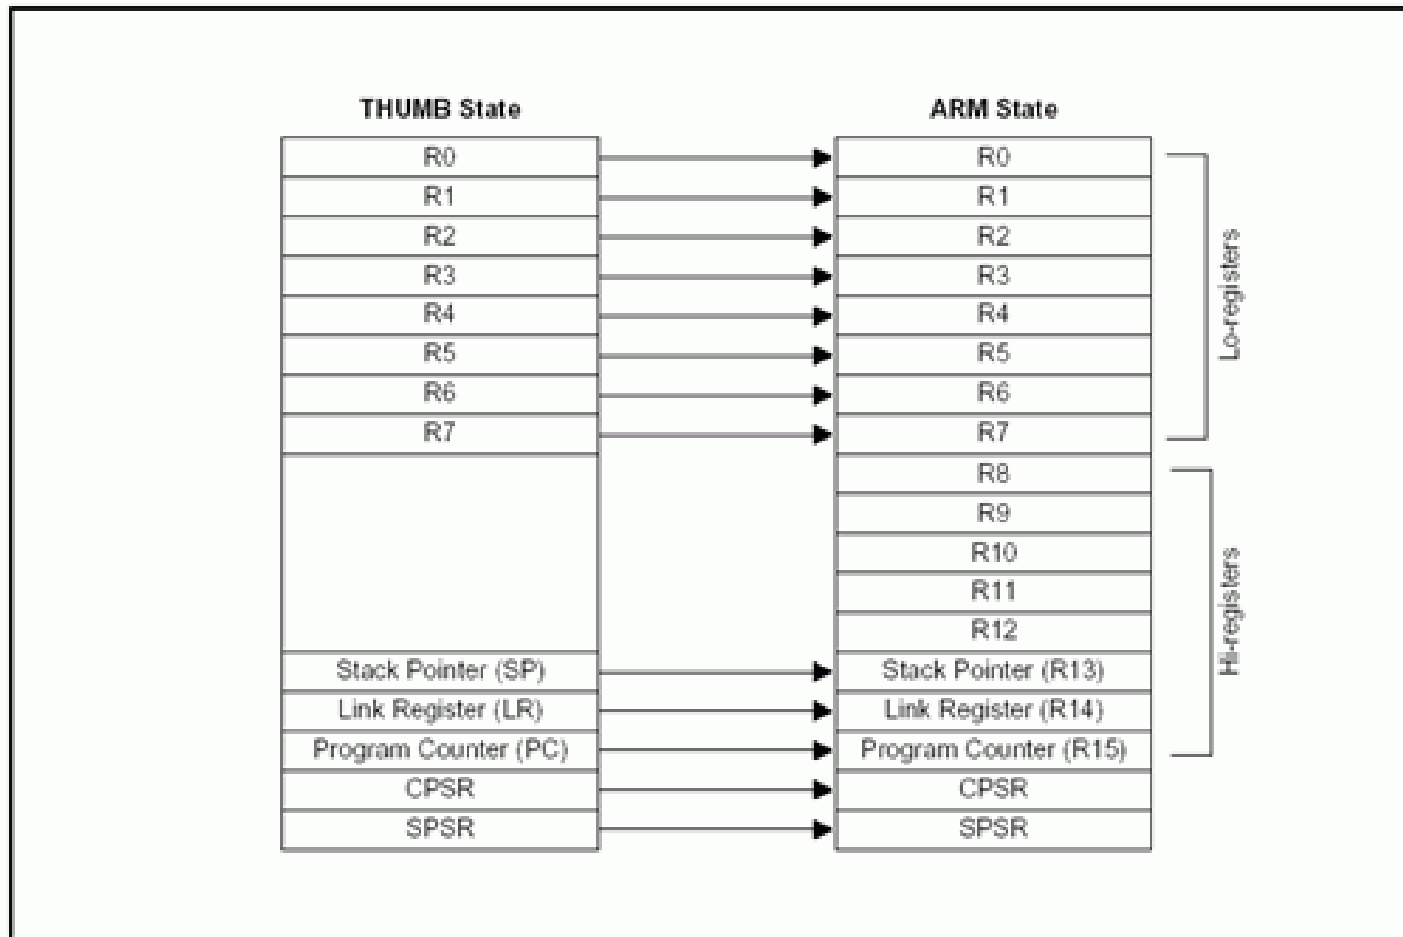 THUMB State
ARM State
R0
R0
R1
R1
R2
R2
R3
R3
R4
R4
R5
R5
R6
R6
R7
R7
R8
R9
R10
R11
R12
Stack Pointer (SP)
Stack Pointer (R13)
Link Register (LR)
Link Register (R14)
Program Counter (PC)
Program Counter (R15)
CPSR
CPSR
SPSR
SPSR
Lo-registers
Hi-registers